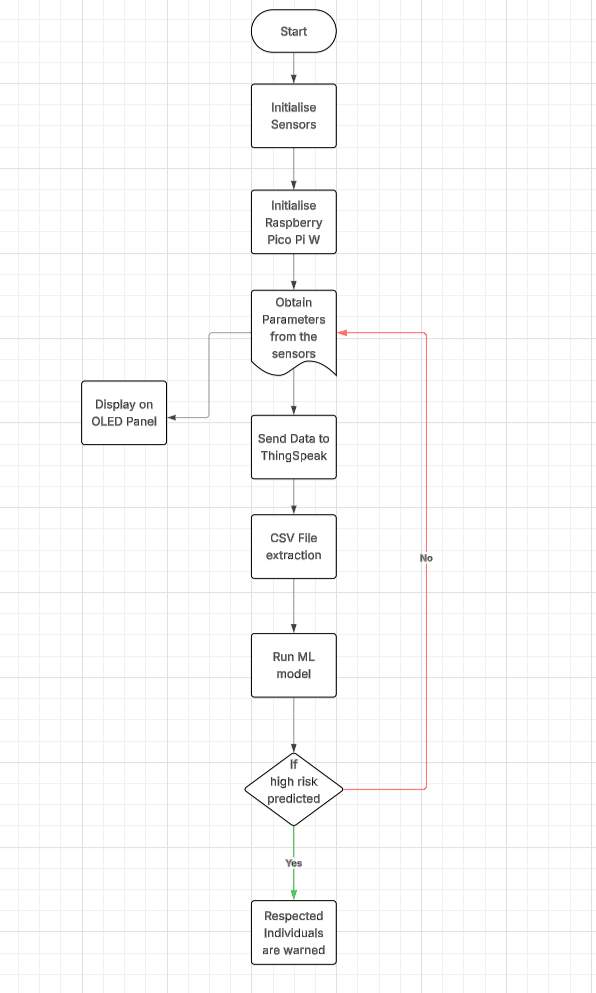 Start
Initialise
Sensors
Initialise
Raspberry
Pico Pi W
Obtain
Parameters
from the
sensors
Display on
OLED Panel
Send Data to
ThingSpeak
CSV File
extraction
No
Run ML
model
If
high risk
predicted
Yes
Respected
Individuals
are warned